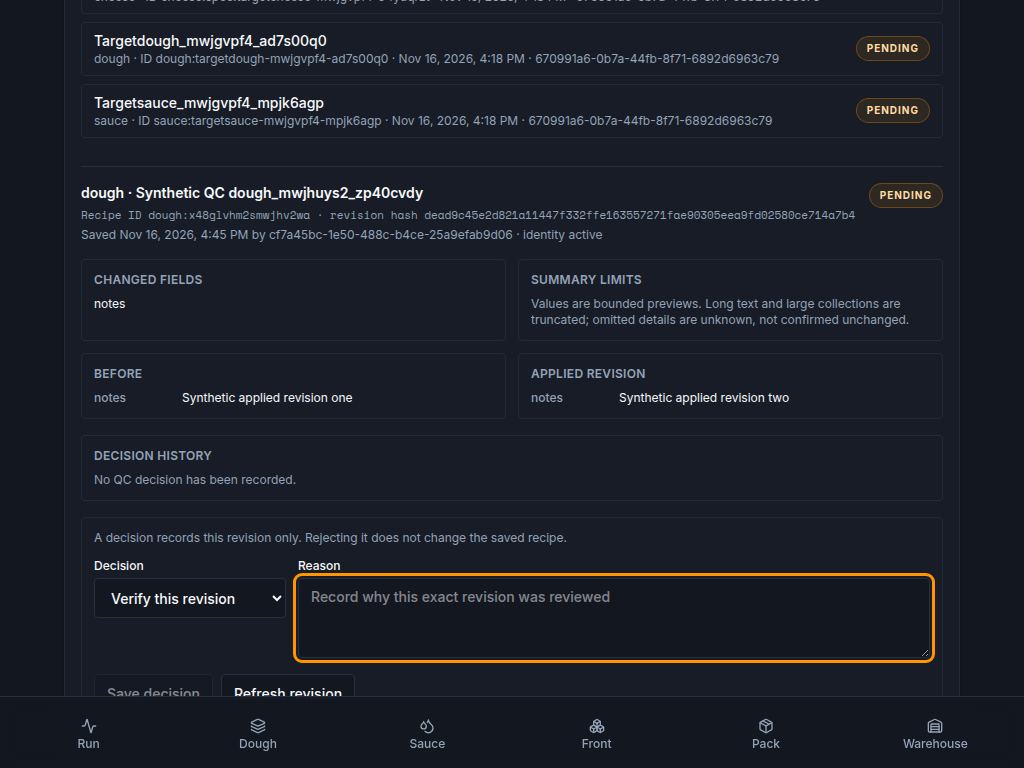 Targetdough_mwjgvpf4_ad7s00q0
dough · ID dough:targetdough-mwjgvpf4-ad7s00q0 · Nov 16, 2026, 4:18 PM · 670991a6-0b7a-44fb-8f71-6892d6963c79
PENDING
Targetsauce_mwjgvpf4_mpjk6agp
sauce · ID sauce:targetsauce-mwjgvpf4-mpjk6agp · Nov 16, 2026, 4:18 PM · 670991a6-0b7a-44fb-8f71-6892d6963c79
PENDING
dough · Synthetic QC dough_mwjhuys2_zp40cvdy
PENDING
Recipe ID dough:x48glvhm2smwjhv2wa · revision hash dead9c45e2d821a11447f332ffe163557271fae90305eea9fd02580ce714a7b4
Saved Nov 16, 2026, 4:45 PM by cf7a45bc-1e50-488c-b4ce-25a9efab9d06 · identity active
CHANGED FIELDS
notes
SUMMARY LIMITS
Values are bounded previews. Long text and large collections are
truncated; omitted details are unknown, not confirmed unchanged.
BEFORE
notes Synthetic applied revision one
APPLIED REVISION
notes Synthetic applied revision two
DECISION HISTORY
No QC decision has been recorded.
A decision records this revision only. Rejecting it does not change the saved recipe.
Decision
Verify this revision
Reason
Record why this exact revision was reviewed
Save decision
Refresh revision
Run
Dough
Sauce
Front
Pack
Warehouse